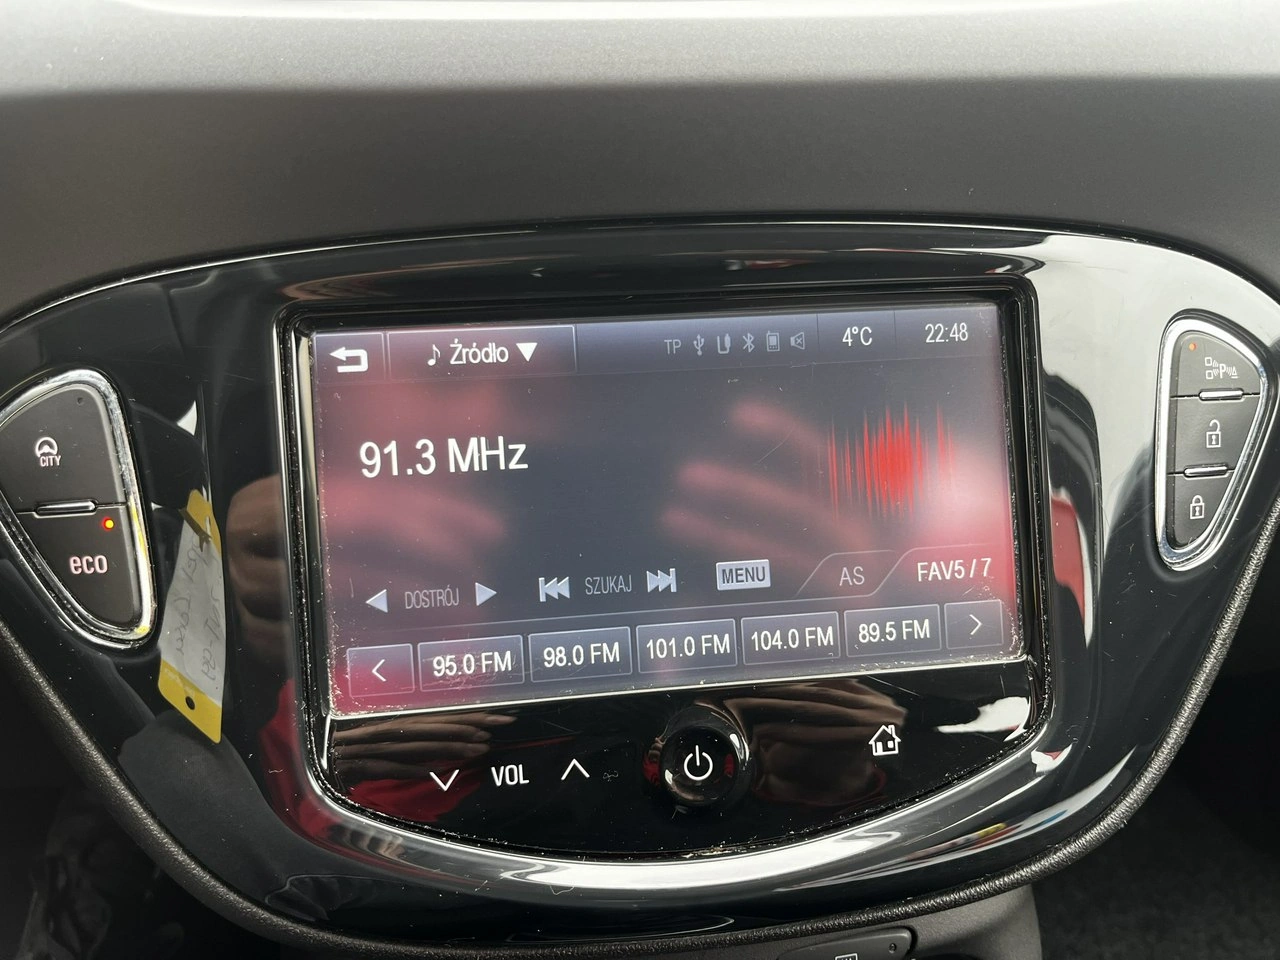 Źródło
TP
4°C
22:48
91.3 MHz
DOSTRÓJ
SZUKAJ
MENU
AS
FAV5 / 7
95.0 FM
98.0 FM
101.0 FM
104.0 FM
89.5 FM
VOL
CITY
eco
P